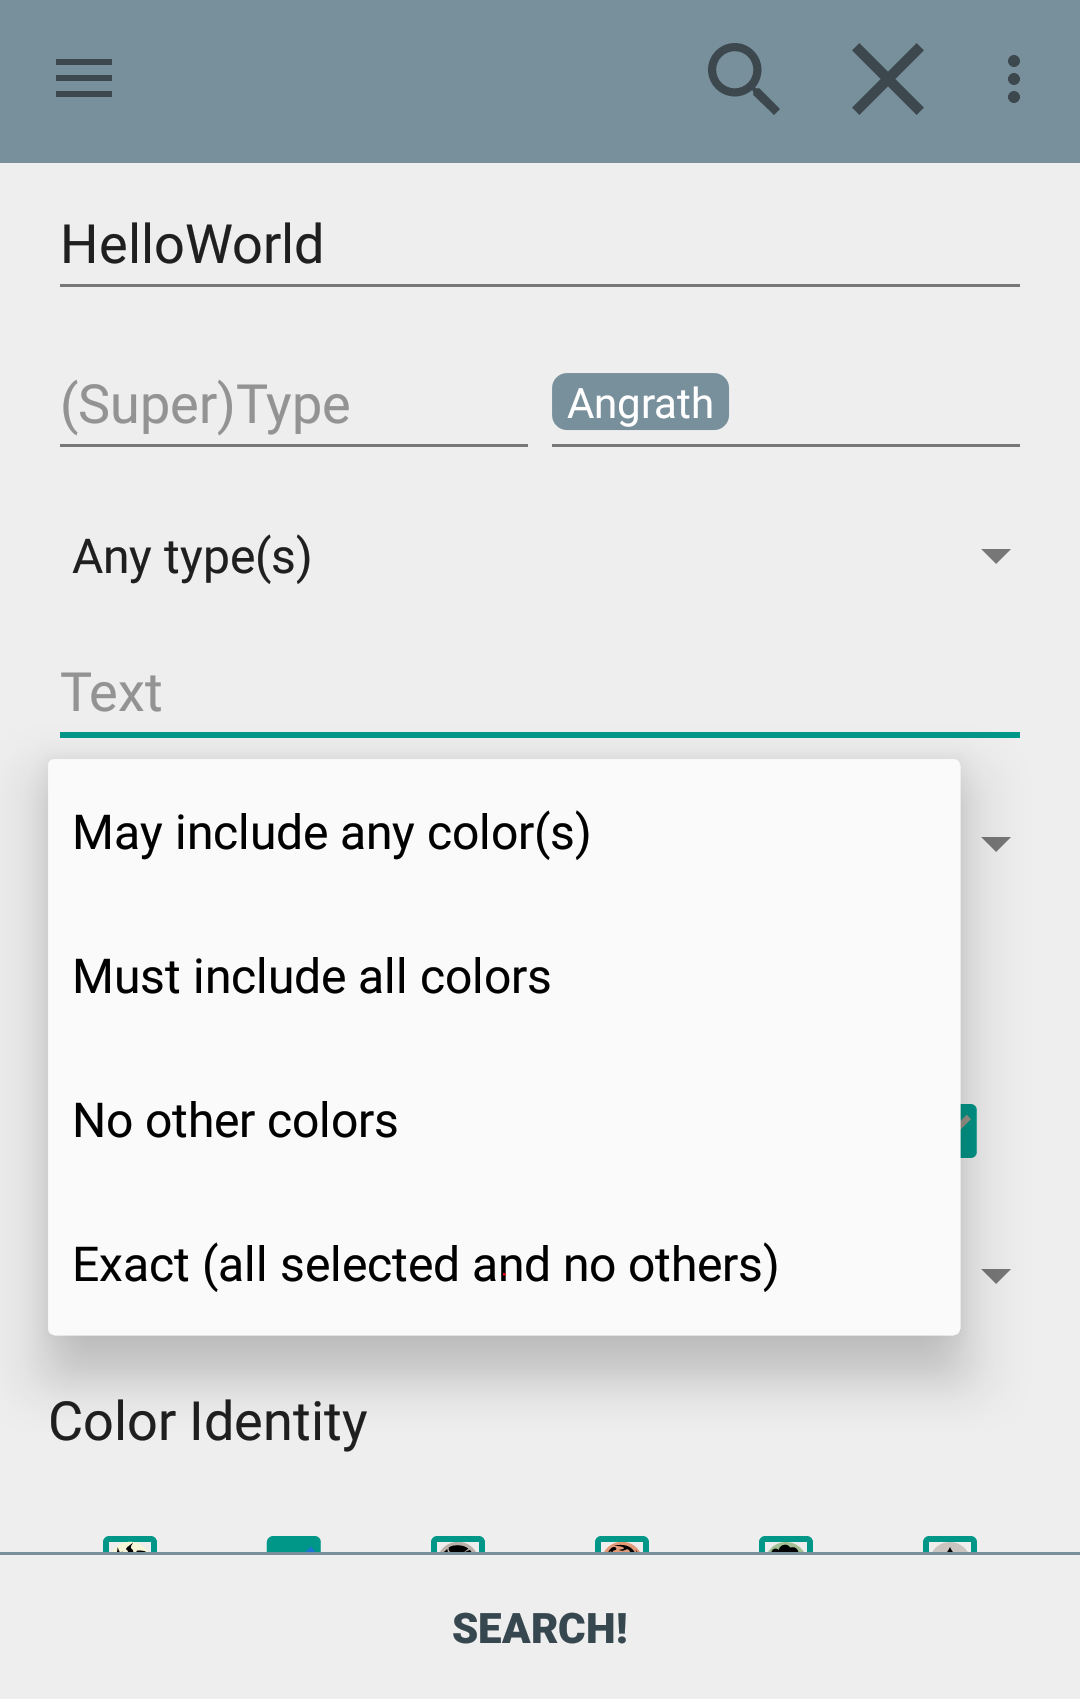 HelloWorld
(Super)Type
Angrath
Any type(s)
Text
May include any color(s)
Must include all colors
No other colors
Exact (all selected and no others)
Color Identity
SEARCH!